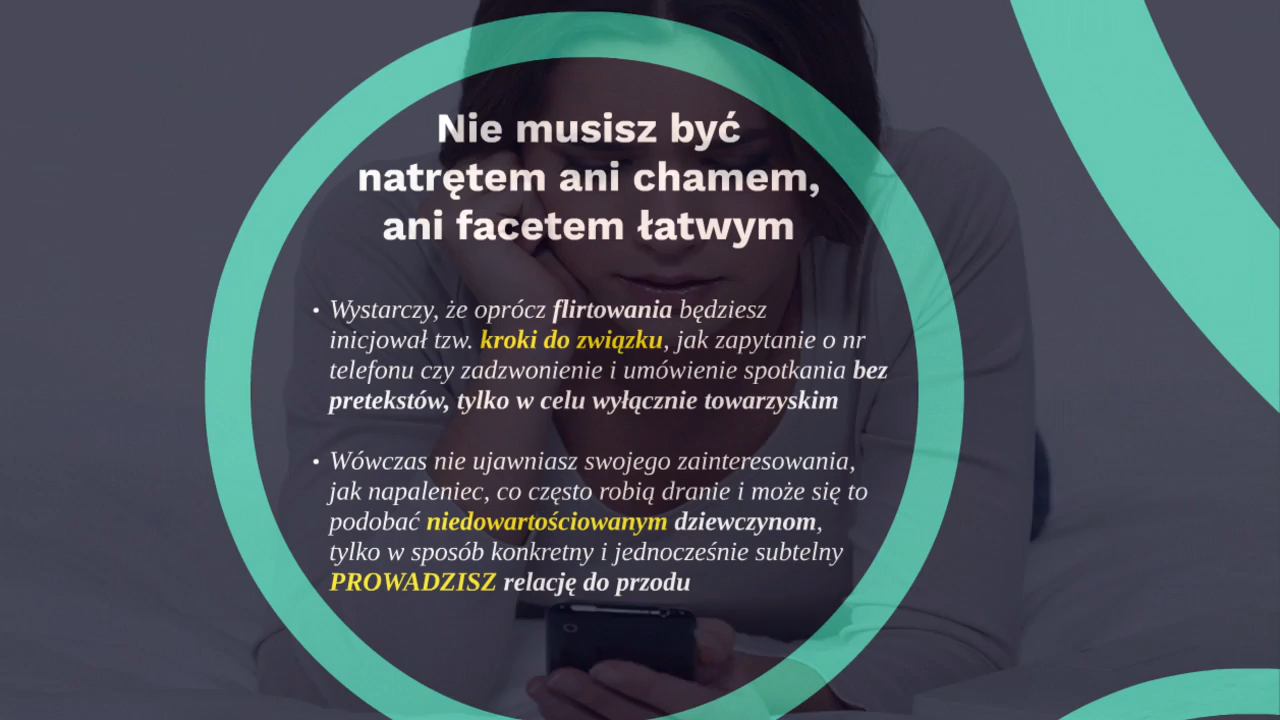 Nie musisz być
natrętem ani chamem,
ani facetem łatwym
• Wystarczy, że oprócz flirtowania będziesz
inicjował tzw. kroki do związku, jak zapytanie o nr
telefonu czy zadzwonienie i umówienie spotkania bez
pretekstów, tylko w celu wyłącznie towarzyskim
• Wówczas nie ujawniasz swojego zainteresowania,
jak napaleniec, co często robią dranie i może się to
podobać niedowartościowanym dziewczynom,
tylko w sposób konkretny i jednocześnie subtelny
PROWADZISZ relację do przodu